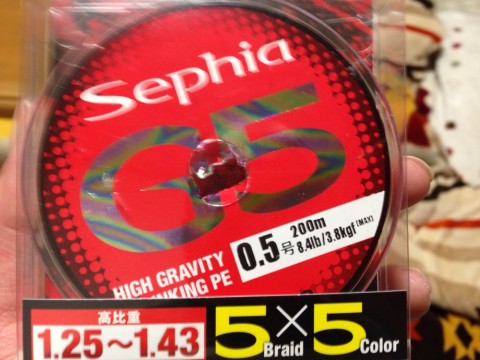 Sephia
G5
200m
0.5号 8.4lb/3.8kgf (MAX)
HIGH GRAVITY
SINKING PE
高比重
1.25～1.43
5×5
Braid Color